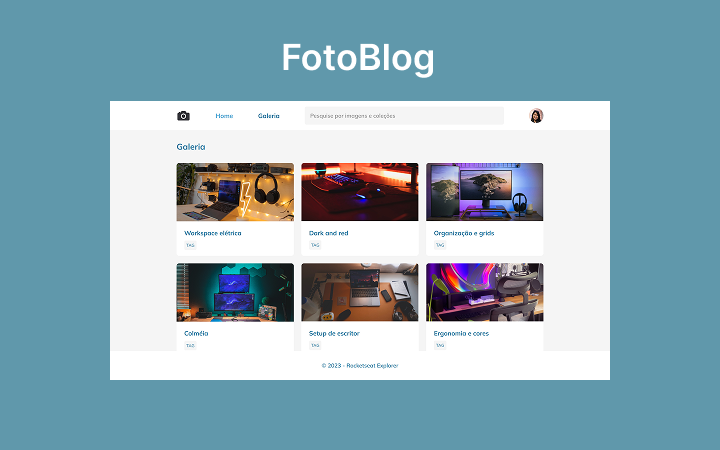 FotoBlog
Home
Galeria
Pesquise por imagens e coleções
Galeria
Workspace elétrica
TAG
Dark and red
TAG
Organização e grids
TAG
Colméia
TAG
Setup de escritor
TAG
Ergonomia e cores
TAG
© 2023 - Rocketseat Explorer